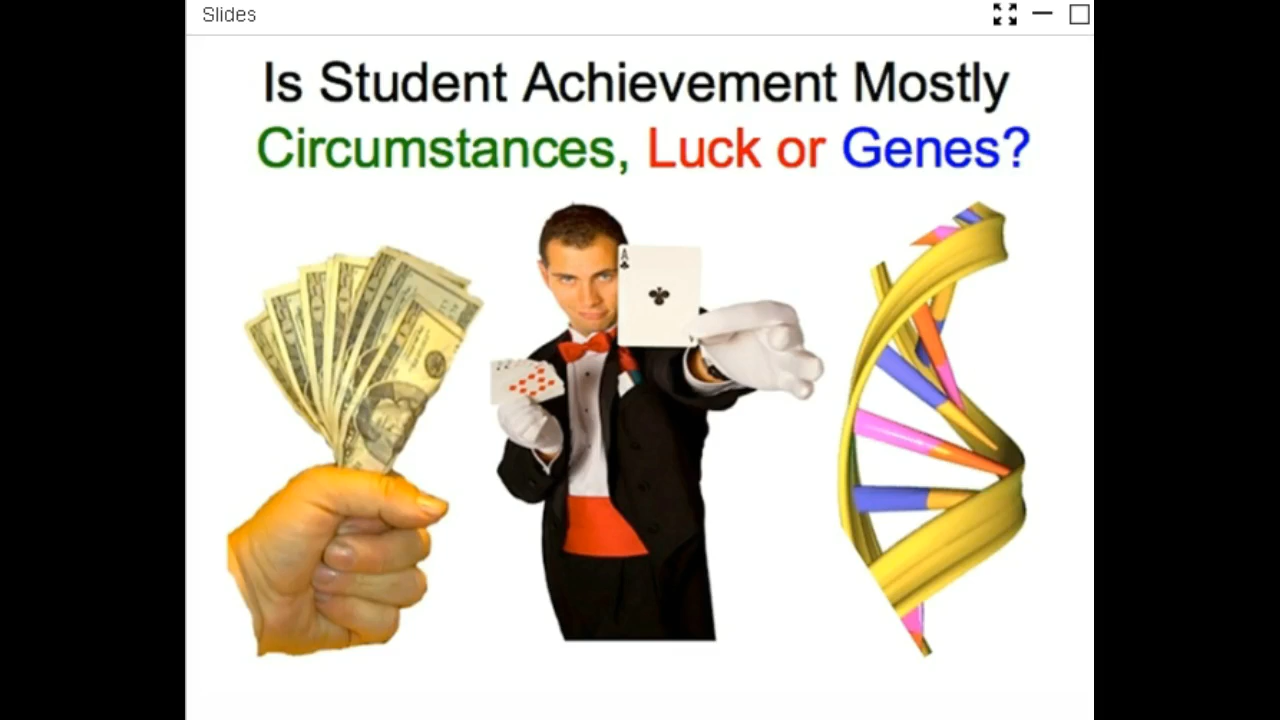 Slides
Is Student Achievement Mostly
Circumstances, Luck or Genes?
A